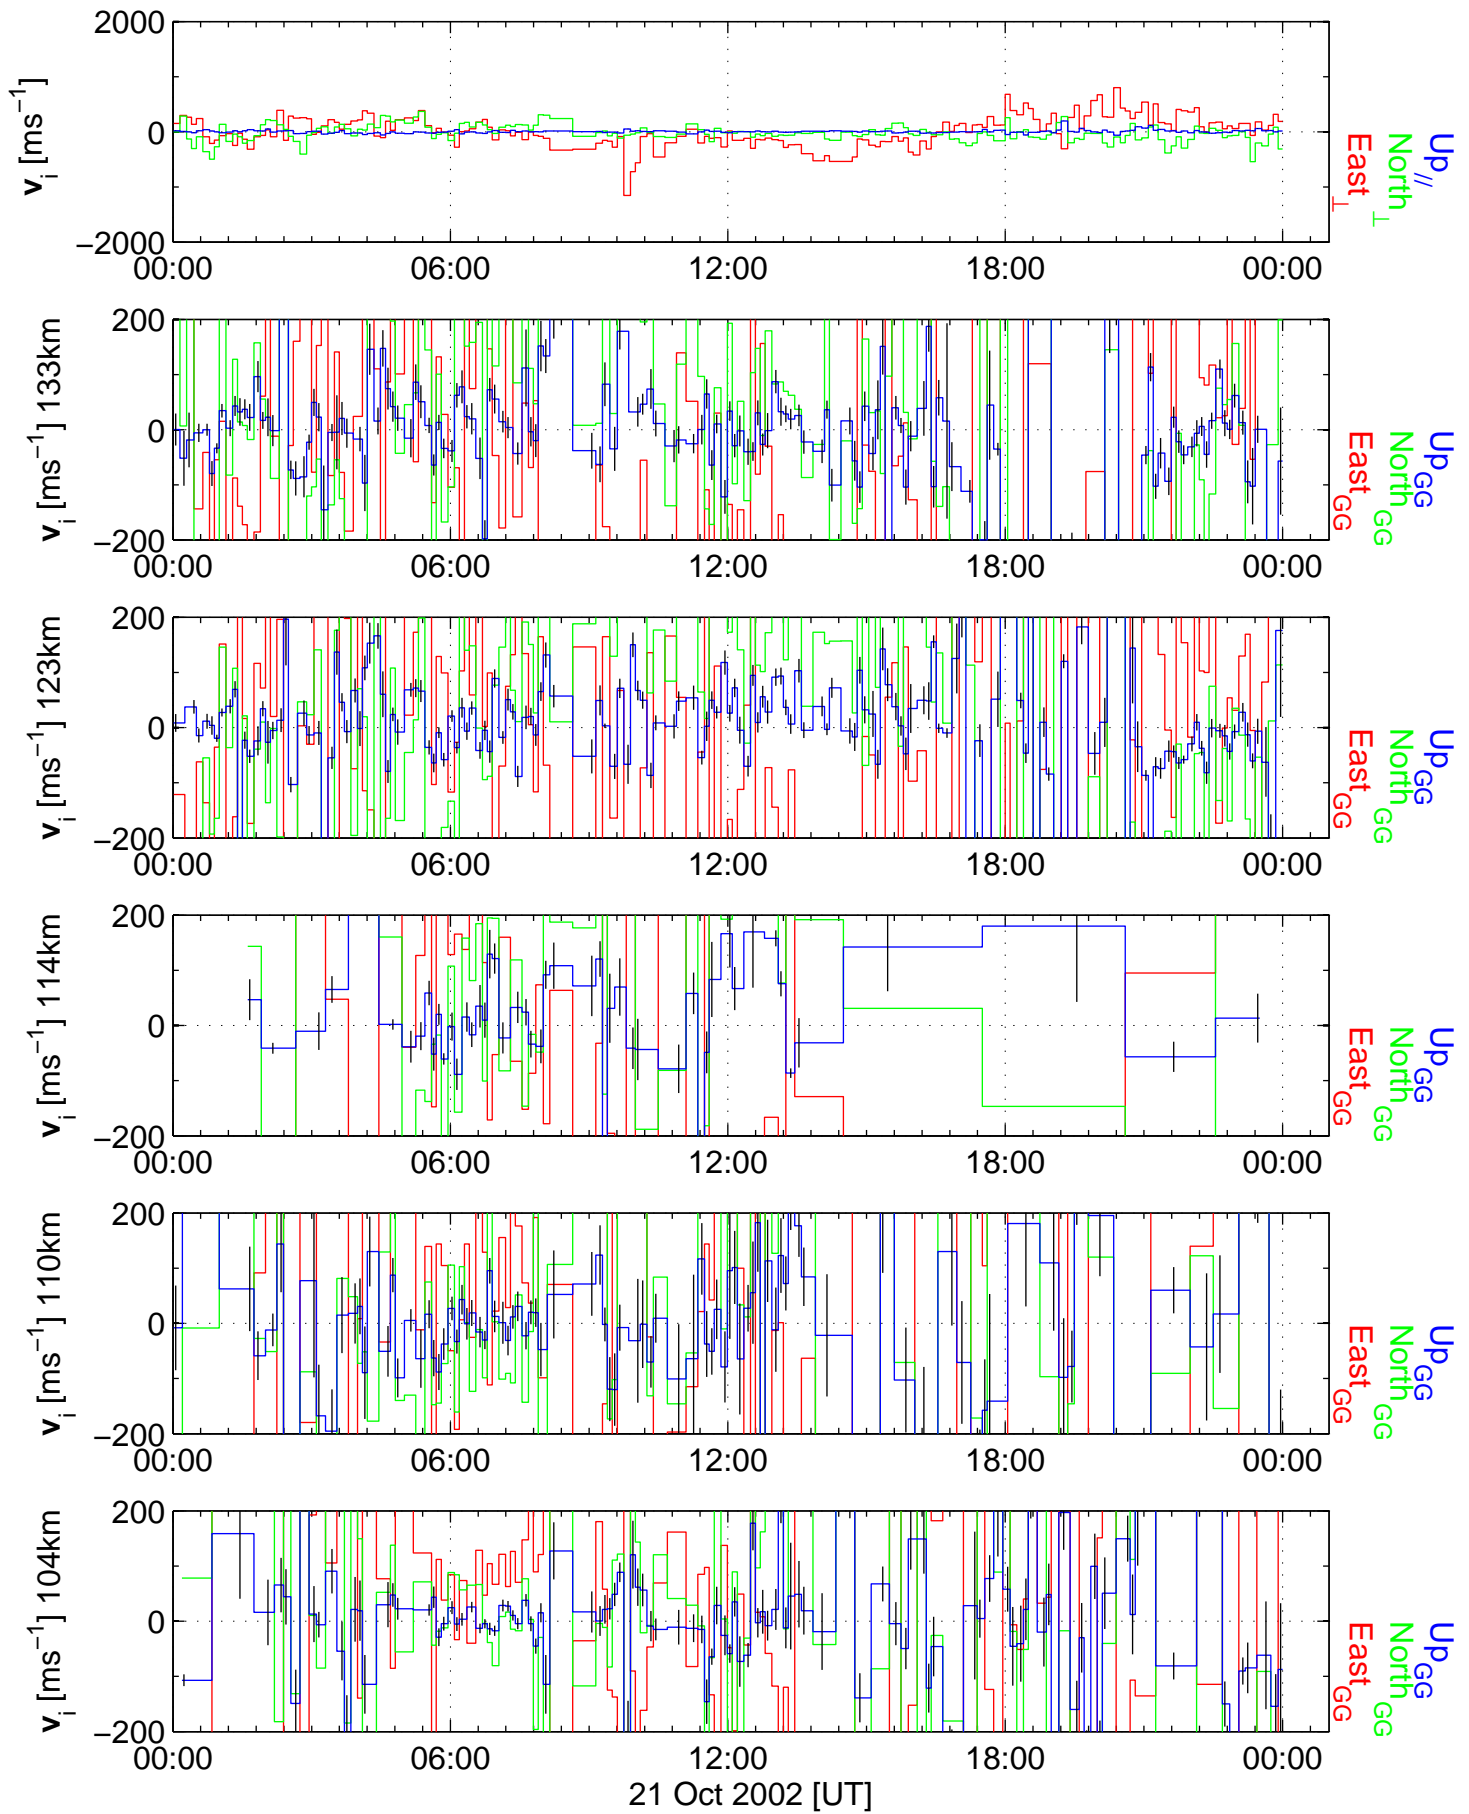 2000
0
−2000
v_i [ms⁻¹]
00:00 06:00 12:00 18:00 00:00
East_⊥
North_⊥
Up_//
200
0
−200
v_i [ms⁻¹] 133km
00:00 06:00 12:00 18:00 00:00
East_GG
North_GG
Up_GG
200
0
−200
v_i [ms⁻¹] 123km
00:00 06:00 12:00 18:00 00:00
East_GG
North_GG
Up_GG
200
0
−200
v_i [ms⁻¹] 114km
00:00 06:00 12:00 18:00 00:00
East_GG
North_GG
Up_GG
200
0
−200
v_i [ms⁻¹] 110km
00:00 06:00 12:00 18:00 00:00
East_GG
North_GG
Up_GG
200
0
−200
v_i [ms⁻¹] 104km
00:00 06:00 12:00 18:00 00:00
East_GG
North_GG
Up_GG
21 Oct 2002 [UT]